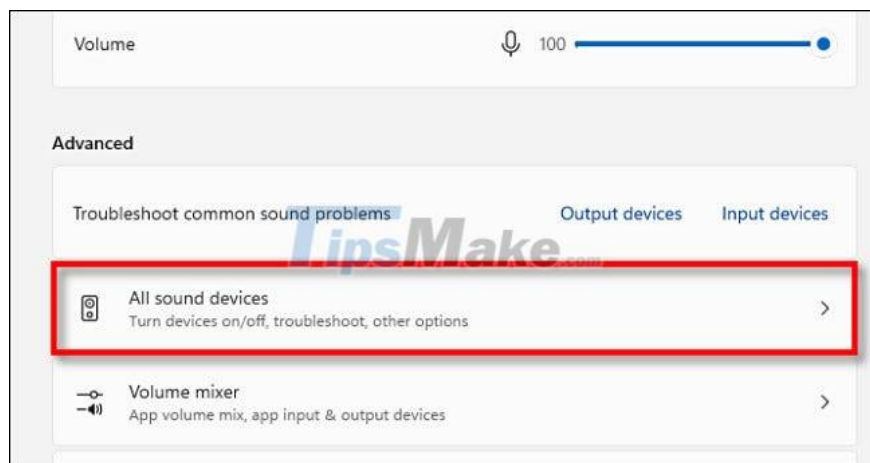 Volume 100
Advanced
Troubleshoot common sound problems Output devices Input devices
TipsMake.com
All sound devices
Turn devices on/off, troubleshoot, other options
Volume mixer
App volume mix, app input & output devices